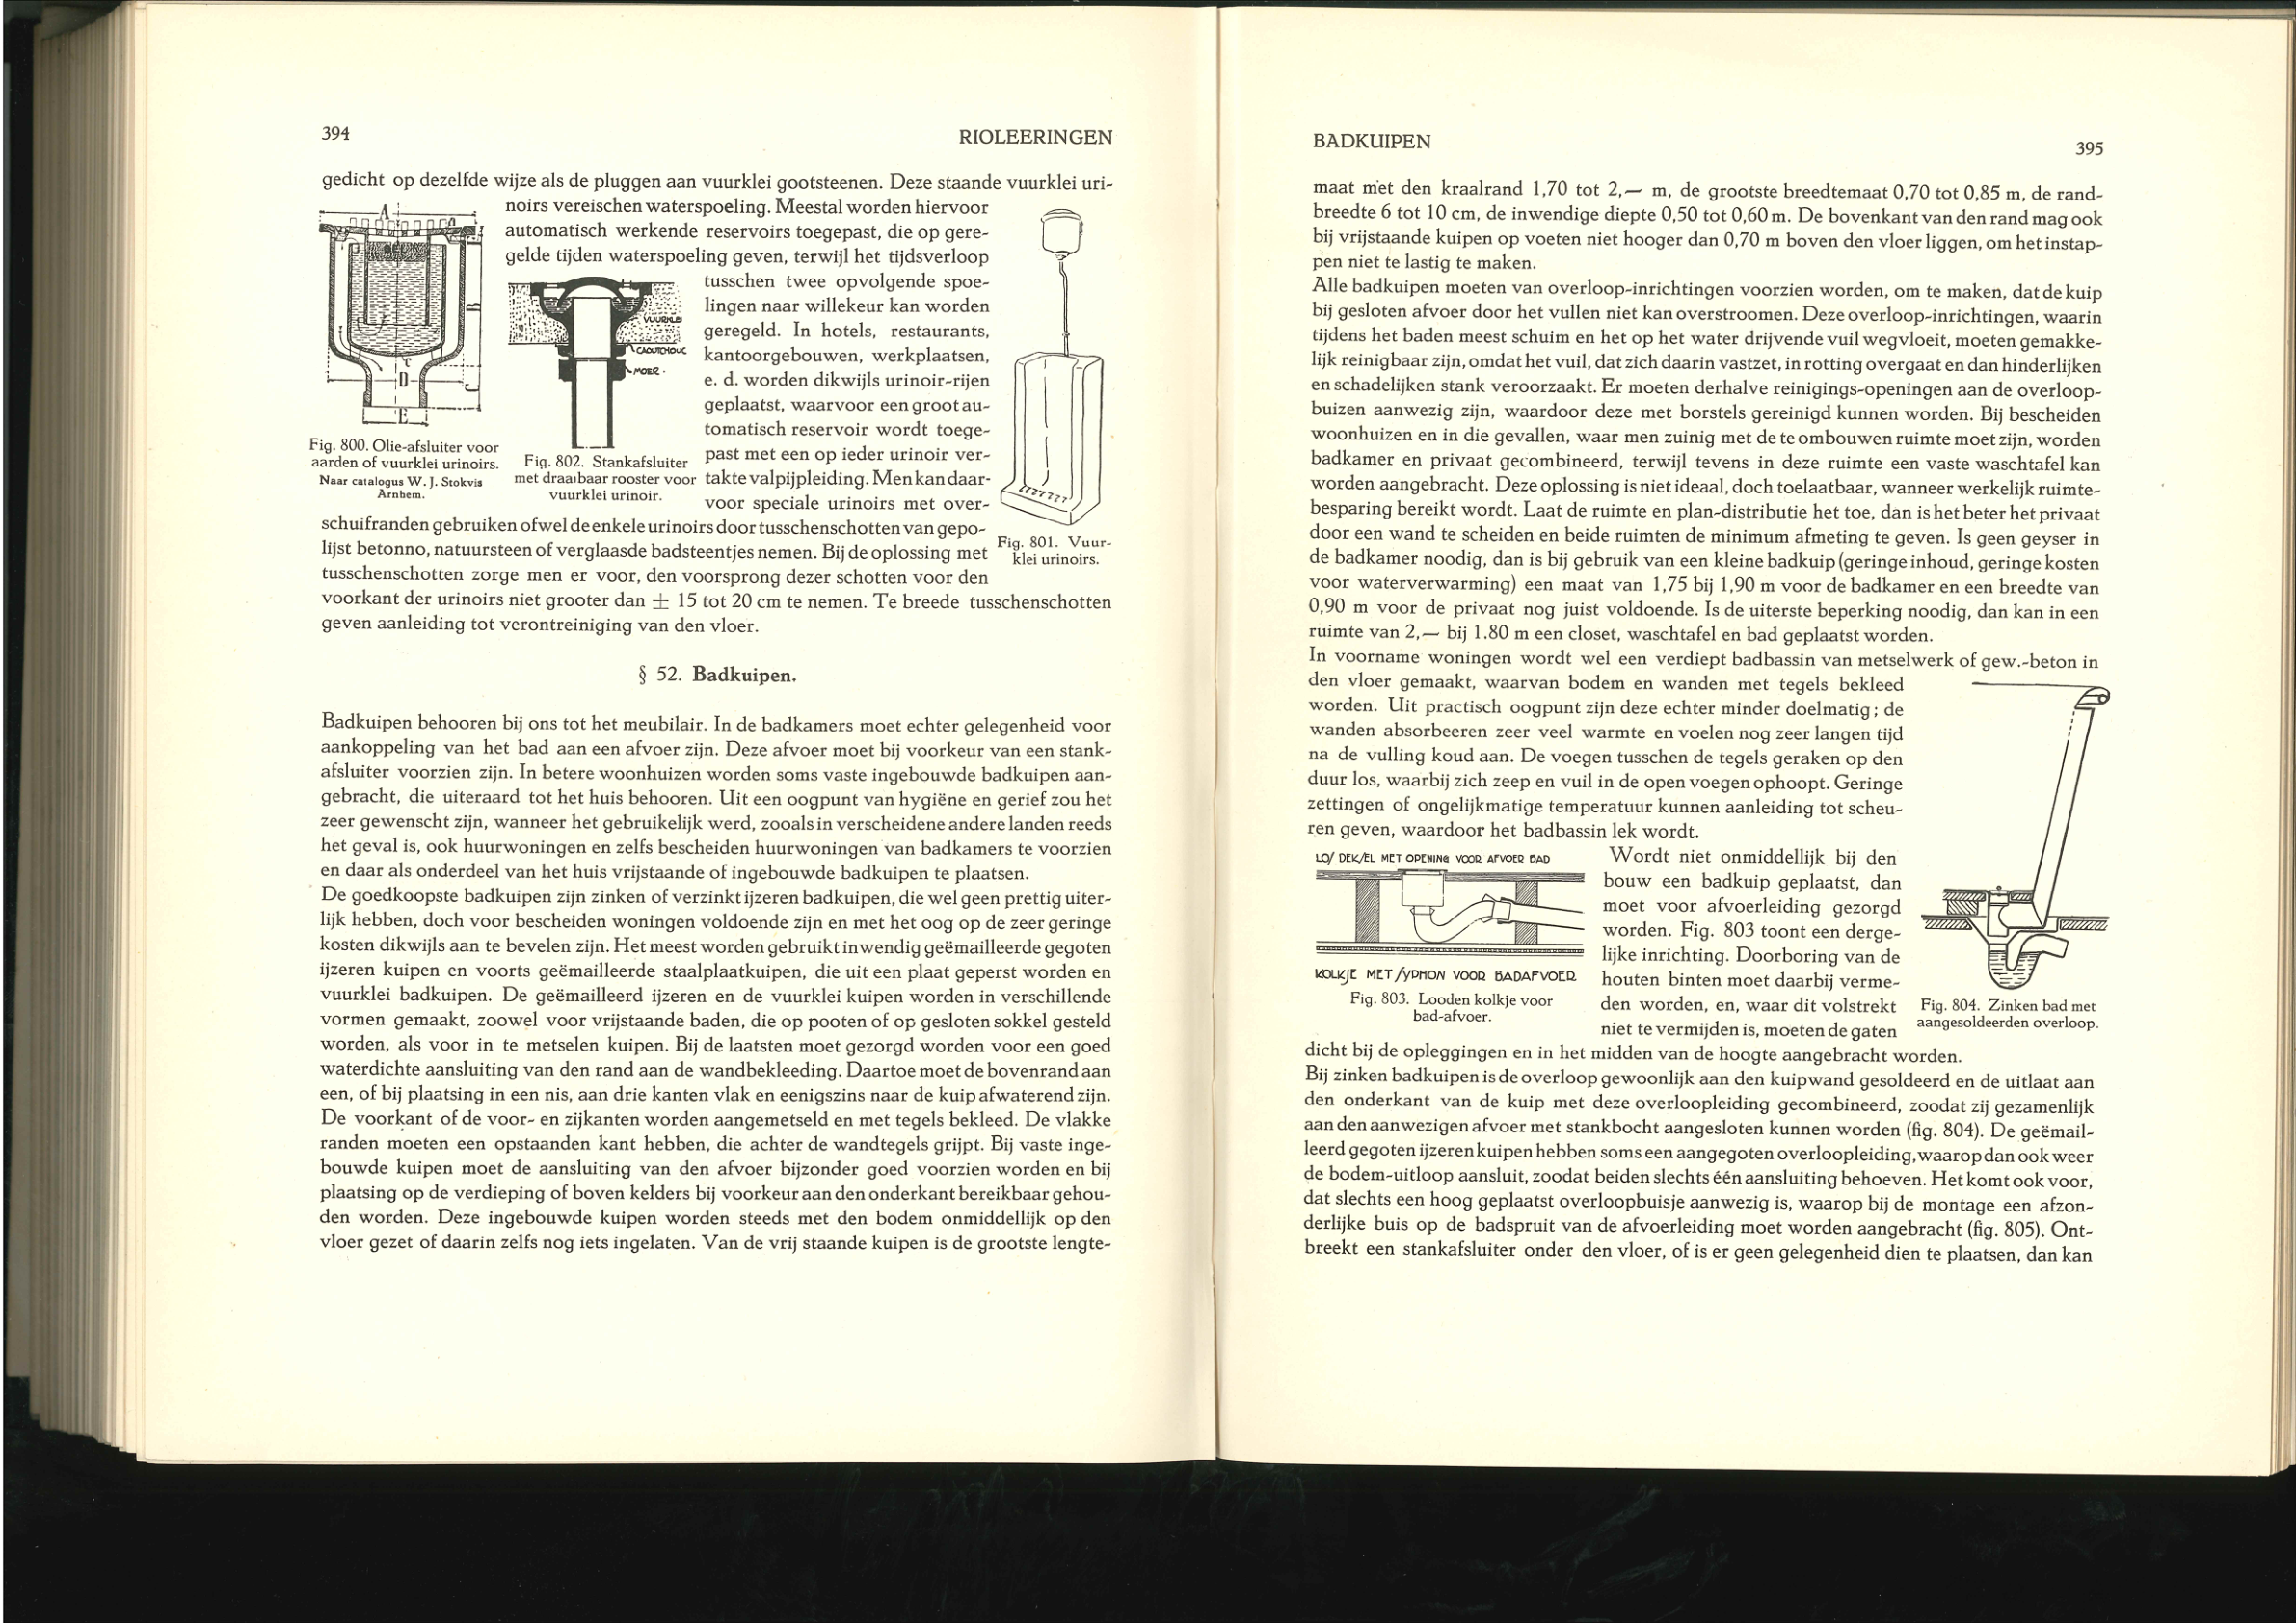 394
RIOLEERINGEN
gedicht op dezelfde wijze als de pluggen aan vuurklei gootsteenen. Deze staande vuurklei uri-
noirs vereischen waterspoeling. Meestal worden hiervoor
automatisch werkende reservoirs toegepast, die op gere-
gelde tijden waterspoeling geven, terwijl het tijdsverloop
tusschen twee opvolgende spoe-
lingen naar willekeur kan worden
geregeld. In hotels, restaurants,
kantoorgebouwen, werkplaatsen,
e. d. worden dikwijls urinoir-rijen
geplaatst, waarvoor een groot au-
tomatisch reservoir wordt toege-
past met een op ieder urinoir ver-
takte valpijpleiding. Men kan daar-
voor speciale urinoirs met over-
schuifranden gebruiken ofwel de enkele urinoirs door tusschenschotten van gepo-
lijst betonno, natuursteen of verglaasde badsteentjes nemen. Bij de oplossing met
tusschenschotten zorge men er voor, den voorsprong dezer schotten voor den
voorkant der urinoirs niet grooter dan ± 15 tot 20 cm te nemen. Te breede tusschenschotten
geven aanleiding tot verontreiniging van den vloer.
A
B
C
D
E
Fig. 800. Olie-afsluiter voor
aarden of vuurklei urinoirs.
Naar catalogus W. J. Stokvis
Arnhem.
VUURKLEI
CAOUTCHOUC
MOER.
Fig. 802. Stankafsluiter
met draaibaar rooster voor
vuurklei urinoir.
Fig. 801. Vuur-
klei urinoirs.
§ 52. Badkuipen.
Badkuipen behooren bij ons tot het meubilair. In de badkamers moet echter gelegenheid voor
aankoppeling van het bad aan een afvoer zijn. Deze afvoer moet bij voorkeur van een stank-
afsluiter voorzien zijn. In betere woonhuizen worden soms vaste ingebouwde badkuipen aan-
gebracht, die uiteraard tot het huis behooren. Uit een oogpunt van hygiëne en gerief zou het
zeer gewenscht zijn, wanneer het gebruikelijk werd, zooals in verscheidene andere landen reeds
het geval is, ook huurwoningen en zelfs bescheiden huurwoningen van badkamers te voorzien
en daar als onderdeel van het huis vrijstaande of ingebouwde badkuipen te plaatsen.
De goedkoopste badkuipen zijn zinken of verzinkt ijzeren badkuipen, die wel geen prettig uiter-
lijk hebben, doch voor bescheiden woningen voldoende zijn en met het oog op de zeer geringe
kosten dikwijls aan te bevelen zijn. Het meest worden gebruikt inwendig geëmailleerde gegoten
ijzeren kuipen en voorts geëmailleerde staalplaatkuipen, die uit een plaat geperst worden en
vuurklei badkuipen. De geëmailleerd ijzeren en de vuurklei kuipen worden in verschillende
vormen gemaakt, zoowel voor vrijstaande baden, die op pooten of op gesloten sokkel gesteld
worden, als voor in te metselen kuipen. Bij de laatsten moet gezorgd worden voor een goed
waterdichte aansluiting van den rand aan de wandbekleeding. Daartoe moet de bovenrand aan
een, of bij plaatsing in een nis, aan drie kanten vlak en eenigszins naar de kuip afwaterend zijn.
De voorkant of de voor- en zijkanten worden aangemetseld en met tegels bekleed. De vlakke
randen moeten een opstaanden kant hebben, die achter de wandtegels grijpt. Bij vaste inge-
bouwde kuipen moet de aansluiting van den afvoer bijzonder goed voorzien worden en bij
plaatsing op de verdieping of boven kelders bij voorkeur aan den onderkant bereikbaar gehou-
den worden. Deze ingebouwde kuipen worden steeds met den bodem onmiddellijk op den
vloer gezet of daarin zelfs nog iets ingelaten. Van de vrij staande kuipen is de grootste lengte-
BADKUIPEN
395
maat met den kraalrand 1,70 tot 2,— m, de grootste breedtemaat 0,70 tot 0,85 m, de rand-
breedte 6 tot 10 cm, de inwendige diepte 0,50 tot 0,60 m. De bovenkant van den rand mag ook
bij vrijstaande kuipen op voeten niet hooger dan 0,70 m boven den vloer liggen, om het instap-
pen niet te lastig te maken.
Alle badkuipen moeten van overloop-inrichtingen voorzien worden, om te maken, dat de kuip
bij gesloten afvoer door het vullen niet kan overstroomen. Deze overloop-inrichtingen, waarin
tijdens het baden meest schuim en het op het water drijvende vuil wegvloeit, moeten gemakke-
lijk reinigbaar zijn, omdat het vuil, dat zich daarin vastzet, in rotting overgaat en dan hinderlijken
en schadelijken stank veroorzaakt. Er moeten derhalve reinigings-openingen aan de overloop-
buizen aanwezig zijn, waardoor deze met borstels gereinigd kunnen worden. Bij bescheiden
woonhuizen en in die gevallen, waar men zuinig met de te ombouwen ruimte moet zijn, worden
badkamer en privaat gecombineerd, terwijl tevens in deze ruimte een vaste waschtafel kan
worden aangebracht. Deze oplossing is niet ideaal, doch toelaatbaar, wanneer werkelijk ruimte-
besparing bereikt wordt. Laat de ruimte en plan-distributie het toe, dan is het beter het privaat
door een wand te scheiden en beide ruimten de minimum afmeting te geven. Is geen geyser in
de badkamer noodig, dan is bij gebruik van een kleine badkuip (geringe inhoud, geringe kosten
voor waterverwarming) een maat van 1,75 bij 1,90 m voor de badkamer en een breedte van
0,90 m voor de privaat nog juist voldoende. Is de uiterste beperking noodig, dan kan in een
ruimte van 2,— bij 1.80 m een closet, waschtafel en bad geplaatst worden.
In voorname woningen wordt wel een verdiept badbassin van metselwerk of gew.-beton in
den vloer gemaakt, waarvan bodem en wanden met tegels bekleed
worden. Uit practisch oogpunt zijn deze echter minder doelmatig; de
wanden absorbeeren zeer veel warmte en voelen nog zeer langen tijd
na de vulling koud aan. De voegen tusschen de tegels geraken op den
duur los, waarbij zich zeep en vuil in de open voegen ophoopt. Geringe
zettingen of ongelijkmatige temperatuur kunnen aanleiding tot scheu-
ren geven, waardoor het badbassin lek wordt.
LOS DEKSEL MET OPENING VOOR AFVOER BAD
KOLKJE MET SYPHON VOOR BADAFVOER
Fig. 803. Looden kolkje voor
bad-afvoer.
Wordt niet onmiddellijk bij den
bouw een badkuip geplaatst, dan
moet voor afvoerleiding gezorgd
worden. Fig. 803 toont een derge-
lijke inrichting. Doorboring van de
houten binten moet daarbij verme-
den worden, en, waar dit volstrekt
niet te vermijden is, moeten de gaten
Fig. 804. Zinken bad met
aangesoldeerden overloop.
dicht bij de opleggingen en in het midden van de hoogte aangebracht worden.
Bij zinken badkuipen is de overloop gewoonlijk aan den kuipwand gesoldeerd en de uitlaat aan
den onderkant van de kuip met deze overloopleiding gecombineerd, zoodat zij gezamenlijk
aan den aanwezigen afvoer met stankbocht aangesloten kunnen worden (fig. 804). De geëmail-
leerd gegoten ijzeren kuipen hebben soms een aangegoten overloopleiding, waarop dan ook weer
de bodem-uitloop aansluit, zoodat beiden slechts één aansluiting behoeven. Het komt ook voor,
dat slechts een hoog geplaatst overloopbuisje aanwezig is, waarop bij de montage een afzon-
derlijke buis op de badspruit van de afvoerleiding moet worden aangebracht (fig. 805). Ont-
breekt een stankafsluiter onder den vloer, of is er geen gelegenheid dien te plaatsen, dan kan